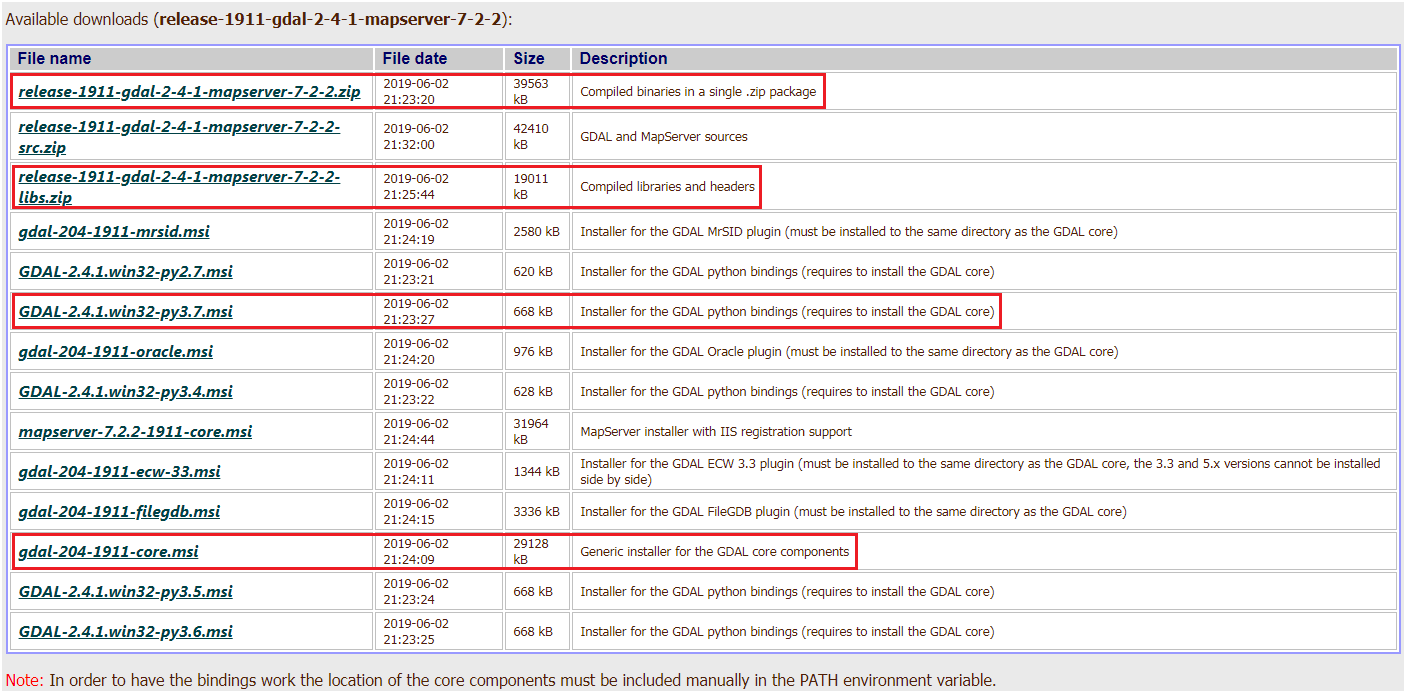 Available downloads (release-1911-gdal-2-4-1-mapserver-7-2-2):
File name File date Size Description
release-1911-gdal-2-4-1-mapserver-7-2-2.zip 2019-06-02 21:23:20 39563 kB Compiled binaries in a single .zip package
release-1911-gdal-2-4-1-mapserver-7-2-2-src.zip 2019-06-02 21:32:00 42410 kB GDAL and MapServer sources
release-1911-gdal-2-4-1-mapserver-7-2-2-libs.zip 2019-06-02 21:25:44 19011 kB Compiled libraries and headers
gdal-204-1911-mrsid.msi 2019-06-02 21:24:19 2580 kB Installer for the GDAL MrSID plugin (must be installed to the same directory as the GDAL core)
GDAL-2.4.1.win32-py2.7.msi 2019-06-02 21:23:21 620 kB Installer for the GDAL python bindings (requires to install the GDAL core)
GDAL-2.4.1.win32-py3.7.msi 2019-06-02 21:23:27 668 kB Installer for the GDAL python bindings (requires to install the GDAL core)
gdal-204-1911-oracle.msi 2019-06-02 21:24:20 976 kB Installer for the GDAL Oracle plugin (must be installed to the same directory as the GDAL core)
GDAL-2.4.1.win32-py3.4.msi 2019-06-02 21:23:22 628 kB Installer for the GDAL python bindings (requires to install the GDAL core)
mapserver-7.2.2-1911-core.msi 2019-06-02 21:24:44 31964 kB MapServer installer with IIS registration support
gdal-204-1911-ecw-33.msi 2019-06-02 21:24:11 1344 kB Installer for the GDAL ECW 3.3 plugin (must be installed to the same directory as the GDAL core, the 3.3 and 5.x versions cannot be installed side by side)
gdal-204-1911-filegdb.msi 2019-06-02 21:24:15 3336 kB Installer for the GDAL FileGDB plugin (must be installed to the same directory as the GDAL core)
gdal-204-1911-core.msi 2019-06-02 21:24:09 29128 kB Generic installer for the GDAL core components
GDAL-2.4.1.win32-py3.5.msi 2019-06-02 21:23:24 668 kB Installer for the GDAL python bindings (requires to install the GDAL core)
GDAL-2.4.1.win32-py3.6.msi 2019-06-02 21:23:25 668 kB Installer for the GDAL python bindings (requires to install the GDAL core)
Note: In order to have the bindings work the location of the core components must be included manually in the PATH environment variable.